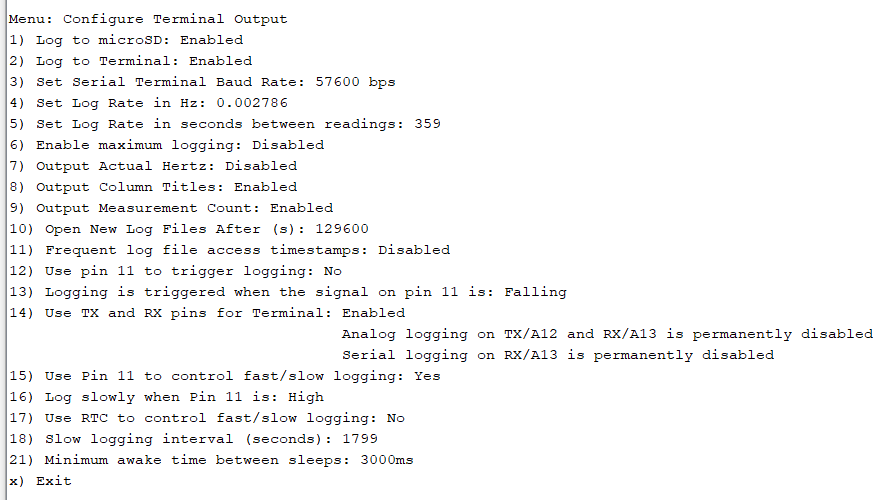 Menu: Configure Terminal Output
1) Log to microSD: Enabled
2) Log to Terminal: Enabled
3) Set Serial Terminal Baud Rate: 57600 bps
4) Set Log Rate in Hz: 0.002786
5) Set Log Rate in seconds between readings: 359
6) Enable maximum logging: Disabled
7) Output Actual Hertz: Disabled
8) Output Column Titles: Enabled
9) Output Measurement Count: Enabled
10) Open New Log Files After (s): 129600
11) Frequent log file access timestamps: Disabled
12) Use pin 11 to trigger logging: No
13) Logging is triggered when the signal on pin 11 is: Falling
14) Use TX and RX pins for Terminal: Enabled
Analog logging on TX/A12 and RX/A13 is permanently disabled
Serial logging on RX/A13 is permanently disabled
15) Use Pin 11 to control fast/slow logging: Yes
16) Log slowly when Pin 11 is: High
17) Use RTC to control fast/slow logging: No
18) Slow logging interval (seconds): 1799
21) Minimum awake time between sleeps: 3000ms
x) Exit